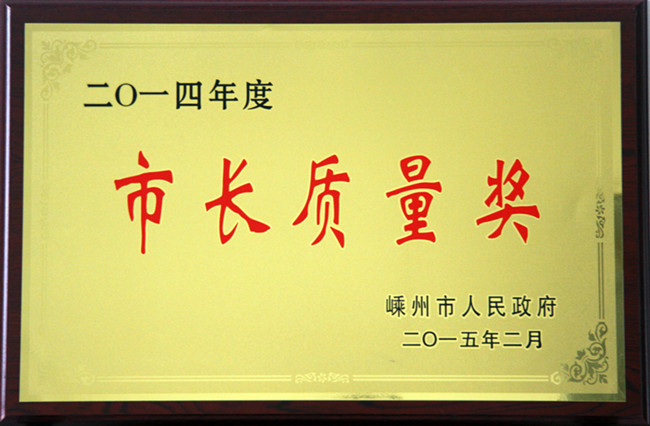 二〇一四年度
市长质量奖
嵊州市人民政府
二〇一五年二月